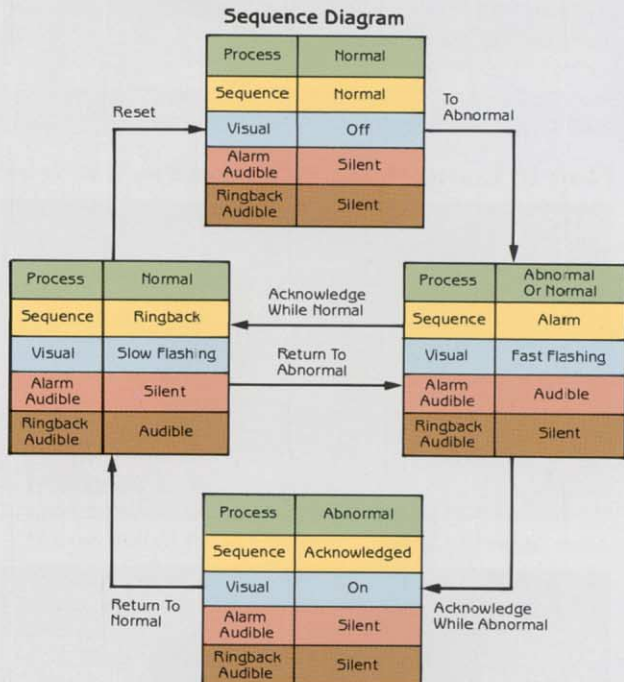 Sequence Diagram
Process Normal
Sequence Normal
Visual Off
Alarm
Audible Silent
Ringback
Audible Silent
Reset
To
Abnormal
Process Normal
Sequence Ringback
Visual Slow Flashing
Alarm
Audible Silent
Ringback
Audible Audible
Acknowledge
While Normal
Return To
Abnormal
Process Abnormal
Or Normal
Sequence Alarm
Visual Fast Flashing
Alarm
Audible Audible
Ringback
Audible Silent
Process Abnormal
Sequence Acknowledged
Visual On
Alarm
Audible Silent
Ringback
Audible Silent
Return To
Normal
Acknowledge
While Abnormal